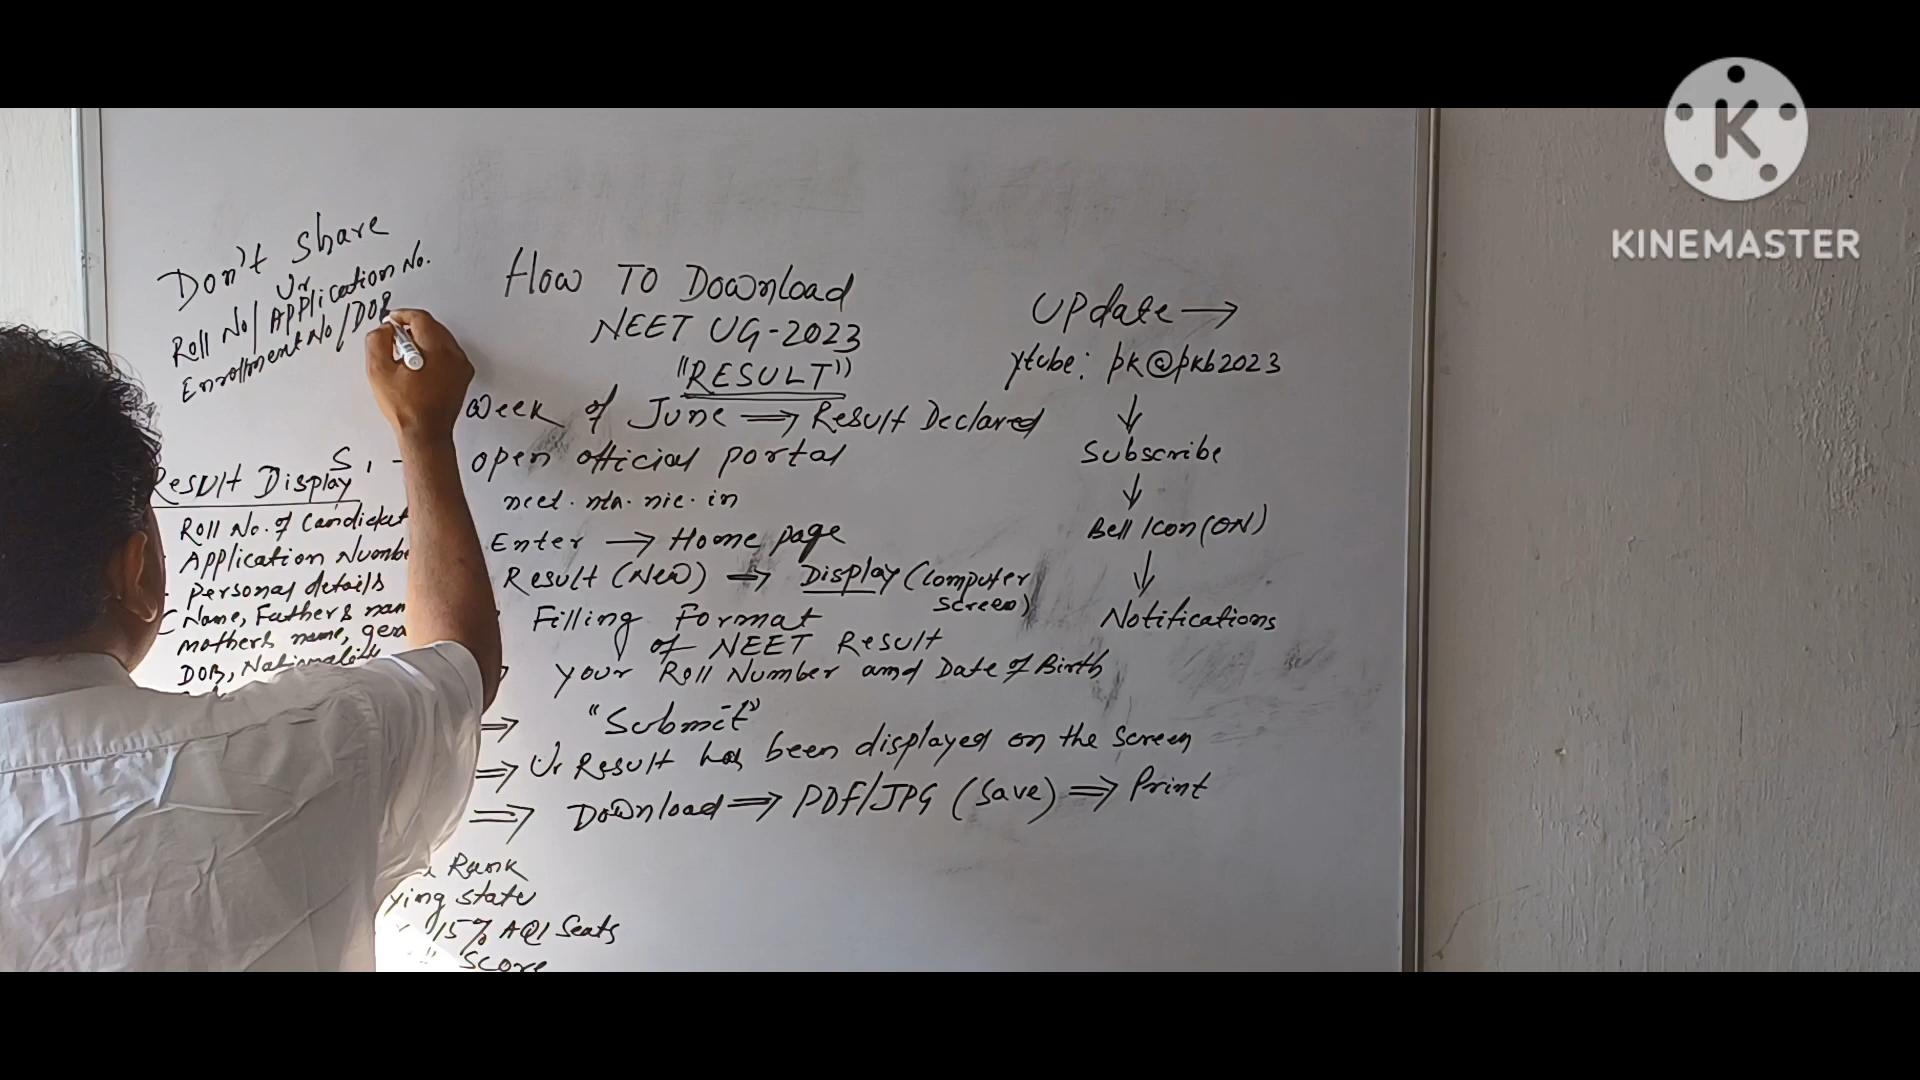 KINEMASTER
Don't Share
Ur
Roll No/Application No.
Enrollment No/DOB
How To Download
NEET UG-2023
"RESULT"
Week of June ⟹ Result Declared
open official portal
neet.nta.nic.in
Enter → Home page
Result (New) ⟹ Display (computer
screen)
Filling Format
of NEET Result
your Roll Number and Date of Birth
⟹ "Submit"
⟹ Ur Result has been displayed on the screen
⟹ Download ⟹ PDF/JPG (save) ⟹ Print
Update →
ytube: pk@pkb2023
↓
Subscribe
↓
Bell Icon (ON)
↓
Notifications
Result Display
Roll No. of Candidat
Application Numbe
personal details
(Name, Father's nam
mother's name, gen
DOB, Nationality
Rank
ying state
15% AQI Seats
Score